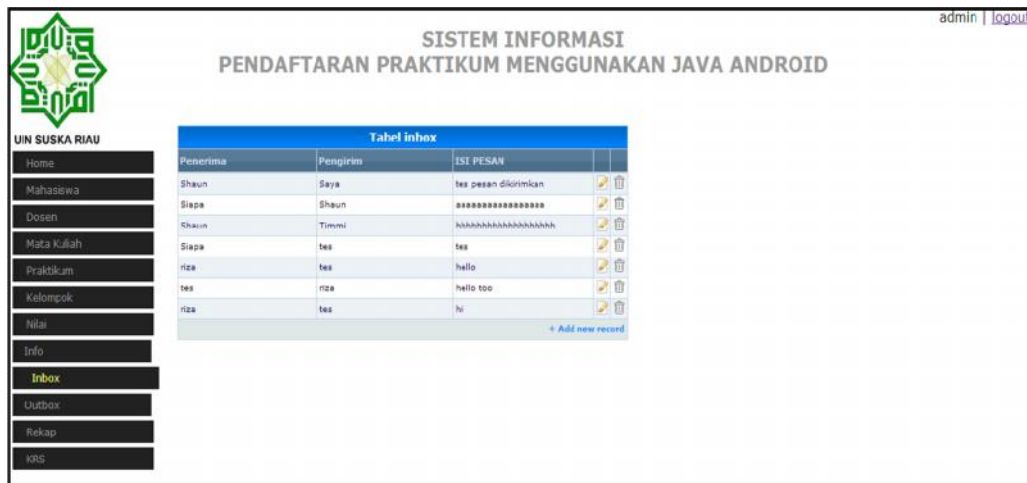 admin | logout
SISTEM INFORMASI
PENDAFTARAN PRAKTIKUM MENGGUNAKAN JAVA ANDROID
UIN SUSKA RIAU
Home
Mahasiswa
Dosen
Mata Kuliah
Praktikum
Kelompok
Nilai
Info
Inbox
Outbox
Rekap
KRS
Tabel inbox
Penerima Pengirim ISI PESAN
Shaun Saya tes pesan dikirimkan
Siapa Shaun
Shaun Timmi
Siapa tes tes
riza tes hello
tes riza hello too
riza tes hi
+ Add new record